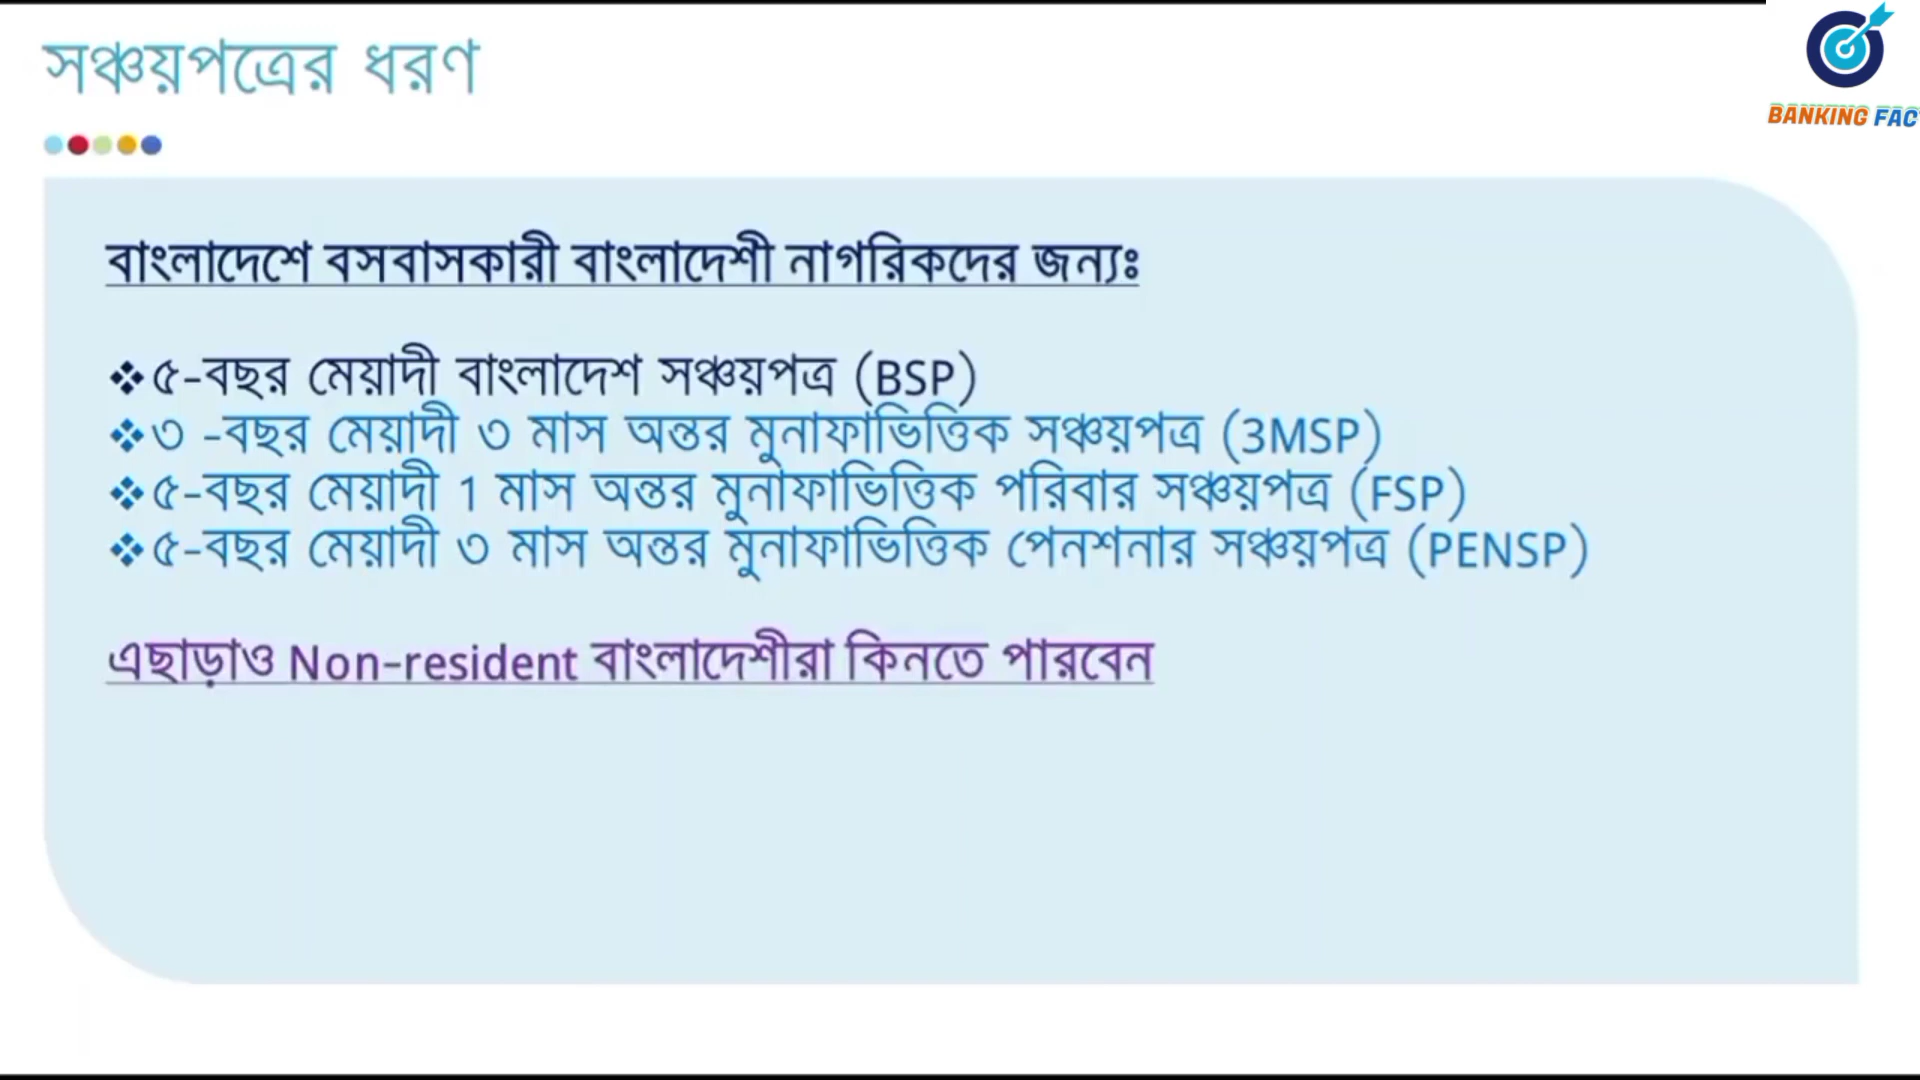 সঞ্চয়পত্রের ধরণ
BANKING FAC
বাংলাদেশে বসবাসকারী বাংলাদেশী নাগরিকদের জন্যঃ
❖৫-বছর মেয়াদী বাংলাদেশ সঞ্চয়পত্র (BSP)
❖৩ -বছর মেয়াদী ৩ মাস অন্তর মুনাফাভিত্তিক সঞ্চয়পত্র (3MSP)
❖৫-বছর মেয়াদী 1 মাস অন্তর মুনাফাভিত্তিক পরিবার সঞ্চয়পত্র (FSP)
❖৫-বছর মেয়াদী ৩ মাস অন্তর মুনাফাভিত্তিক পেনশনার সঞ্চয়পত্র (PENSP)
এছাড়াও Non-resident বাংলাদেশীরা কিনতে পারবেন